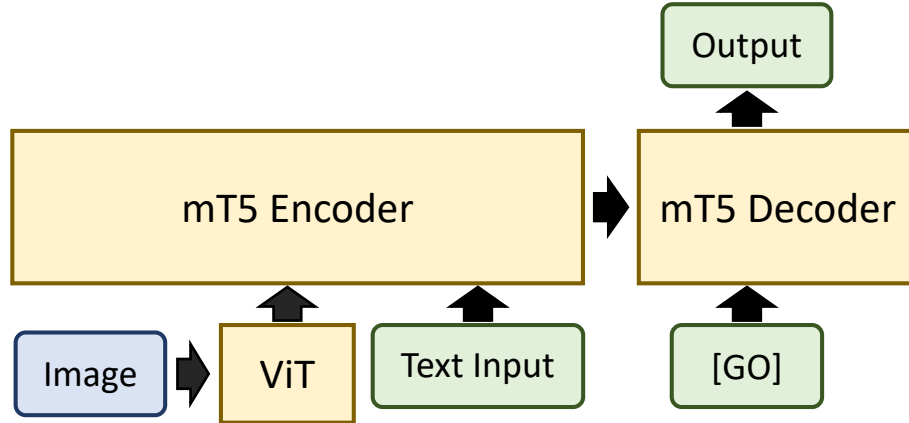 Output
mT5 Encoder
mT5 Decoder
Image
ViT
Text Input
[GO]